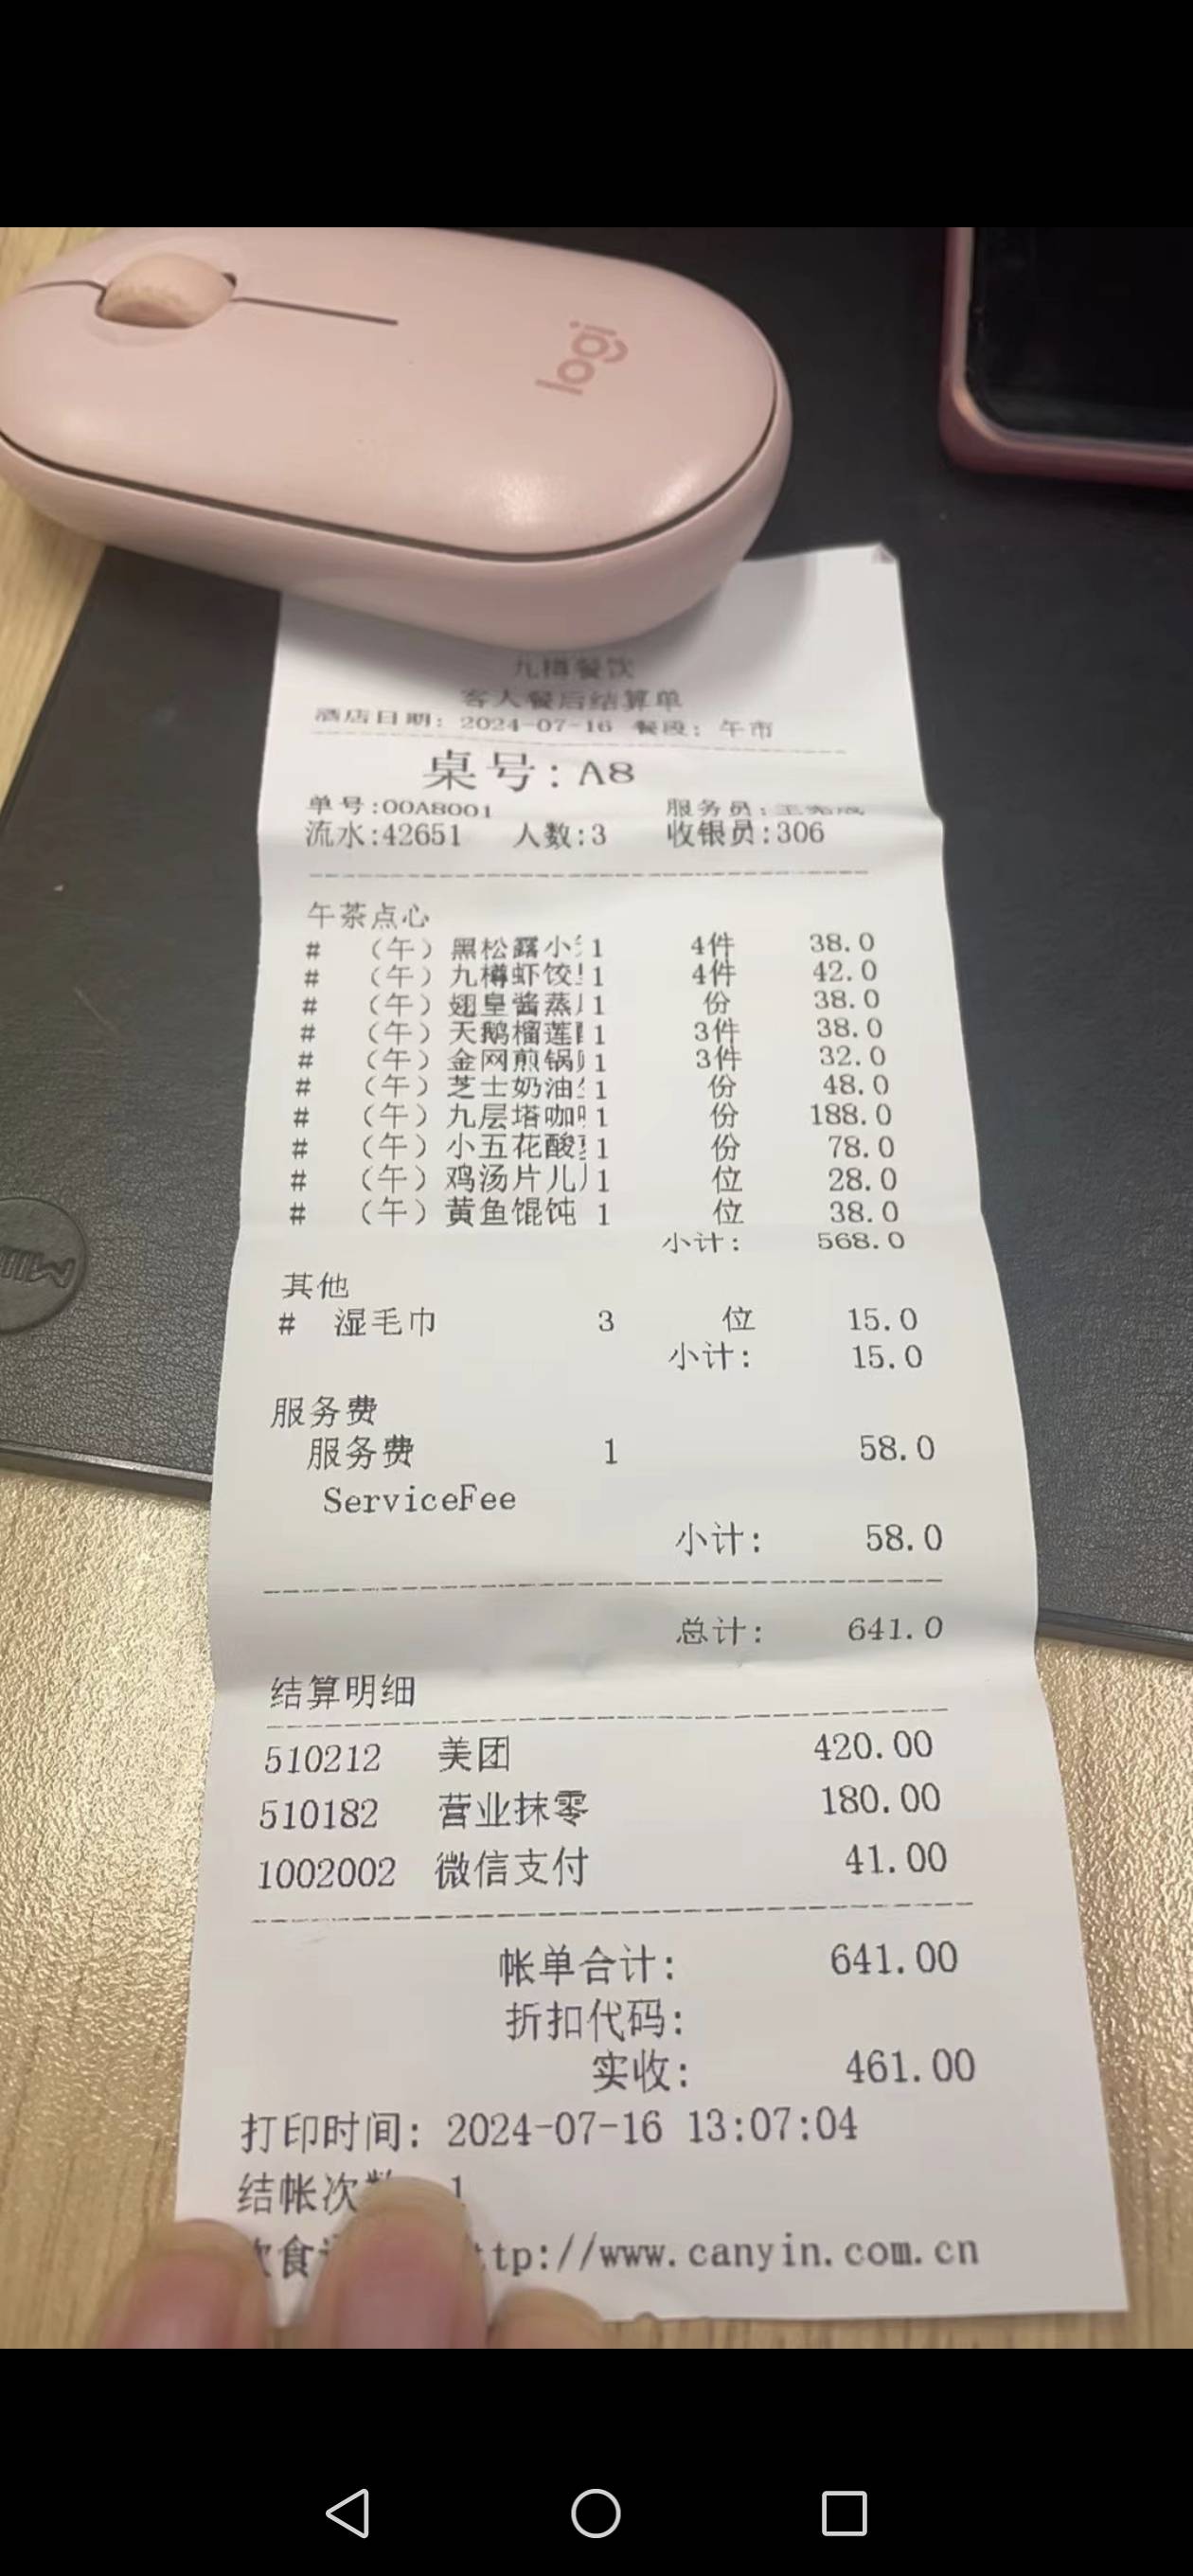 logi
九樽餐饮
客人餐后结算单
酒店日期: 2024-07-16 餐段: 午市
桌号: A8
单号:00A8001 服务员:
流水:42651 人数:3 收银员:306
午茶点心
# （午）黑松露小 1 4件 38.0
# （午）九樽虾饺 1 4件 42.0
# （午）翅皇酱蒸 1 份 38.0
# （午）天鹅榴莲 1 3件 38.0
# （午）金网煎锅 1 3件 32.0
# （午）芝士奶油 1 份 48.0
# （午）九层塔咖 1 份 188.0
# （午）小五花酸 1 份 78.0
# （午）鸡汤片儿 1 位 28.0
# （午）黄鱼馄饨 1 位 38.0
小计: 568.0
其他
# 湿毛巾 3 位 15.0
小计: 15.0
服务费
服务费 1 58.0
ServiceFee
小计: 58.0
总计: 641.0
结算明细
510212 美团 420.00
510182 营业抹零 180.00
1002002 微信支付 41.00
帐单合计: 641.00
折扣代码:
实收: 461.00
打印时间: 2024-07-16 13:07:04
结帐次数 1
饮食 ttp://www.canyin.com.cn